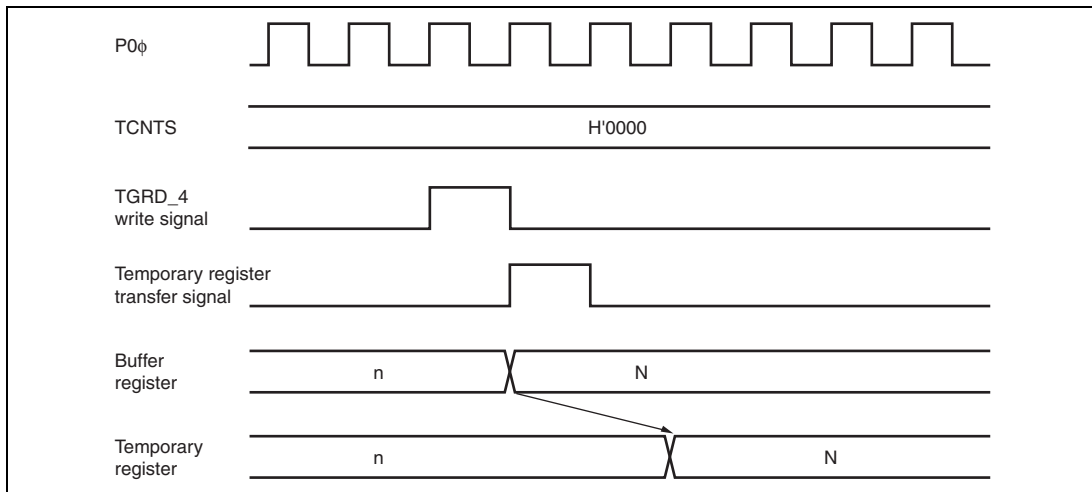 P0ϕ
TCNTS
H'0000
TGRD_4
write signal
Temporary register
transfer signal
Buffer
register
n
N
Temporary
register
n
N